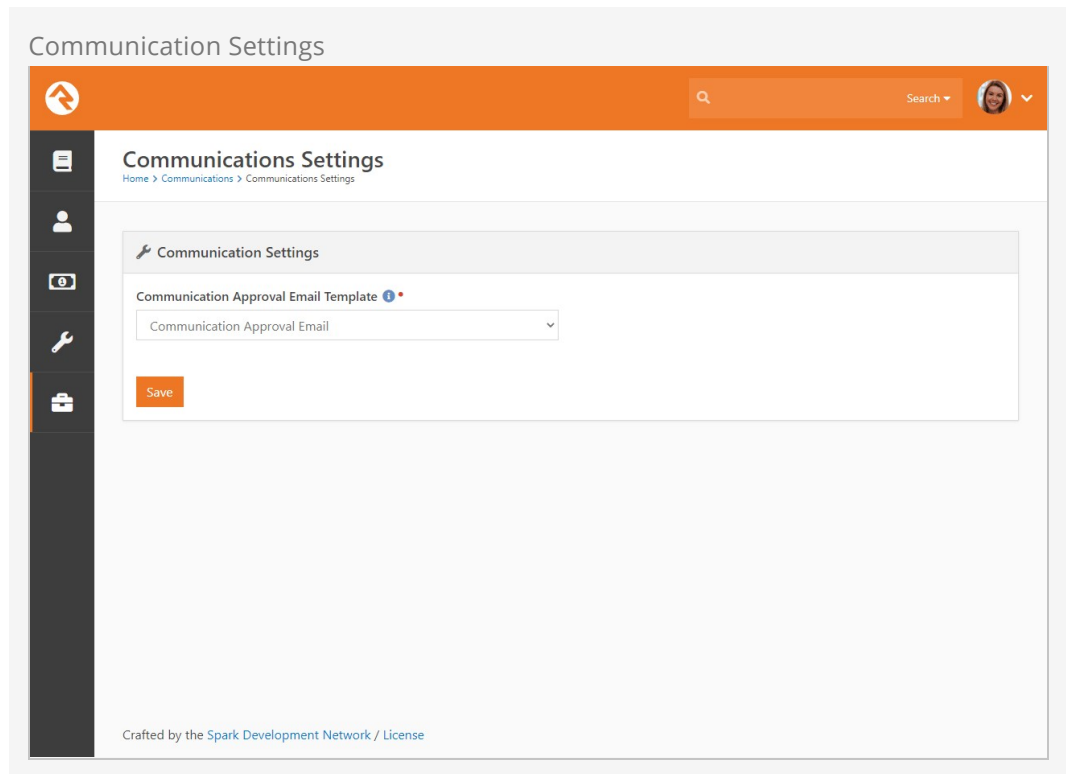 Communication Settings
Search
Communications Settings
Home > Communications > Communications Settings
Communication Settings
Communication Approval Email Template
Communication Approval Email
Save
Crafted by the Spark Development Network / License